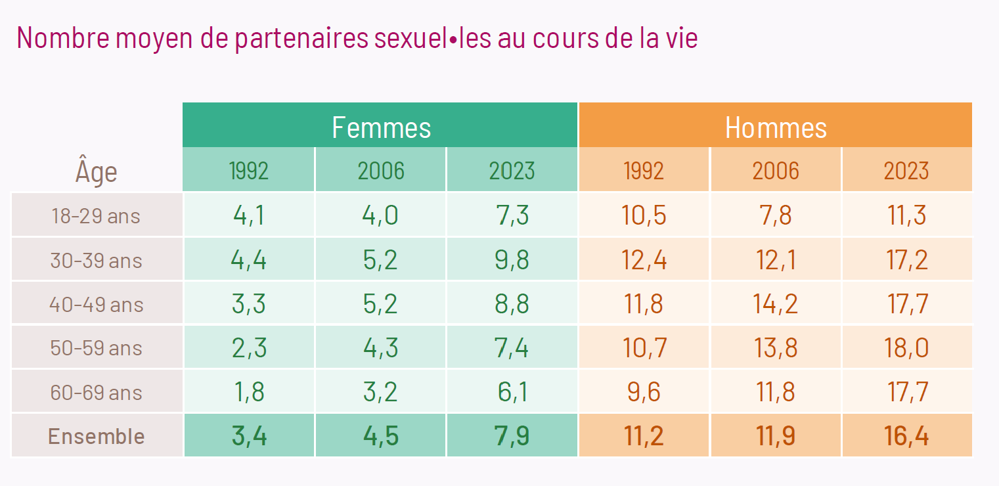 Nombre moyen de partenaires sexuel•les au cours de la vie
Femmes Hommes
Âge 1992 2006 2023 1992 2006 2023
18-29 ans 4,1 4,0 7,3 10,5 7,8 11,3
30-39 ans 4,4 5,2 9,8 12,4 12,1 17,2
40-49 ans 3,3 5,2 8,8 11,8 14,2 17,7
50-59 ans 2,3 4,3 7,4 10,7 13,8 18,0
60-69 ans 1,8 3,2 6,1 9,6 11,8 17,7
Ensemble 3,4 4,5 7,9 11,2 11,9 16,4